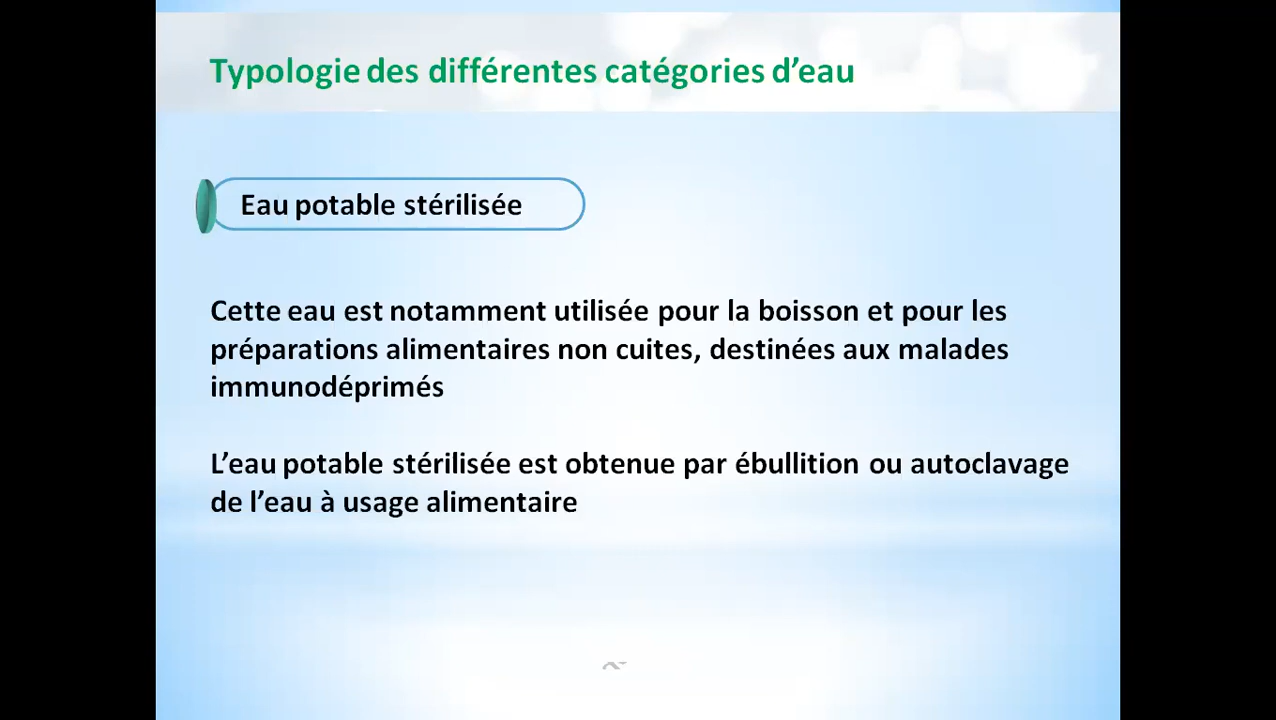 Typologie des différentes catégories d’eau
Eau potable stérilisée
Cette eau est notamment utilisée pour la boisson et pour les
préparations alimentaires non cuites, destinées aux malades
immunodéprimés
L’eau potable stérilisée est obtenue par ébullition ou autoclavage
de l’eau à usage alimentaire